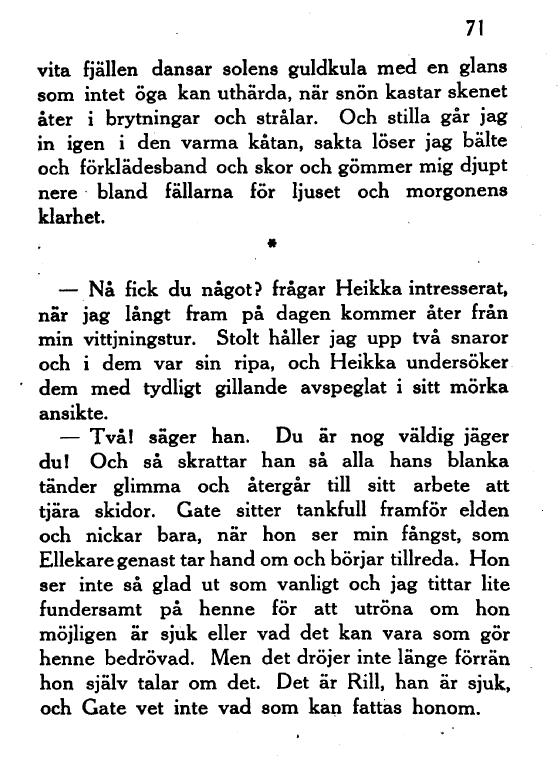 71
vita fjällen dansar solens guldkula med en glans
som intet öga kan uthärda, när snön kastar skenet
åter i brytningar och strålar. Och stilla går jag
in igen i den varma kåtan, sakta löser jag bälte
och förklädesband och skor och gömmer mig djupt
nere bland fällarna för ljuset och morgonens
klarhet.
*
— Nå fick du något? frågar Heikka intresserat,
när jag långt fram på dagen kommer åter från
min vittjningstur. Stolt håller jag upp två snaror
och i dem var sin ripa, och Heikka undersöker
dem med tydligt gillande avspeglat i sitt mörka
ansikte.
— Två! säger han. Du är nog väldig jäger
du! Och så skrattar han så alla hans blanka
tänder glimma och återgår till sitt arbete att
tjära skidor. Gate sitter tankfull framför elden
och nickar bara, när hon ser min fångst, som
Ellekare genast tar hand om och börjar tillreda. Hon
ser inte så glad ut som vanligt och jag tittar lite
fundersamt på henne för att utröna om hon
möjligen är sjuk eller vad det kan vara som gör
henne bedrövad. Men det dröjer inte länge förrän
hon själv talar om det. Det är Rill, han är sjuk,
och Gate vet inte vad som kan fattas honom.